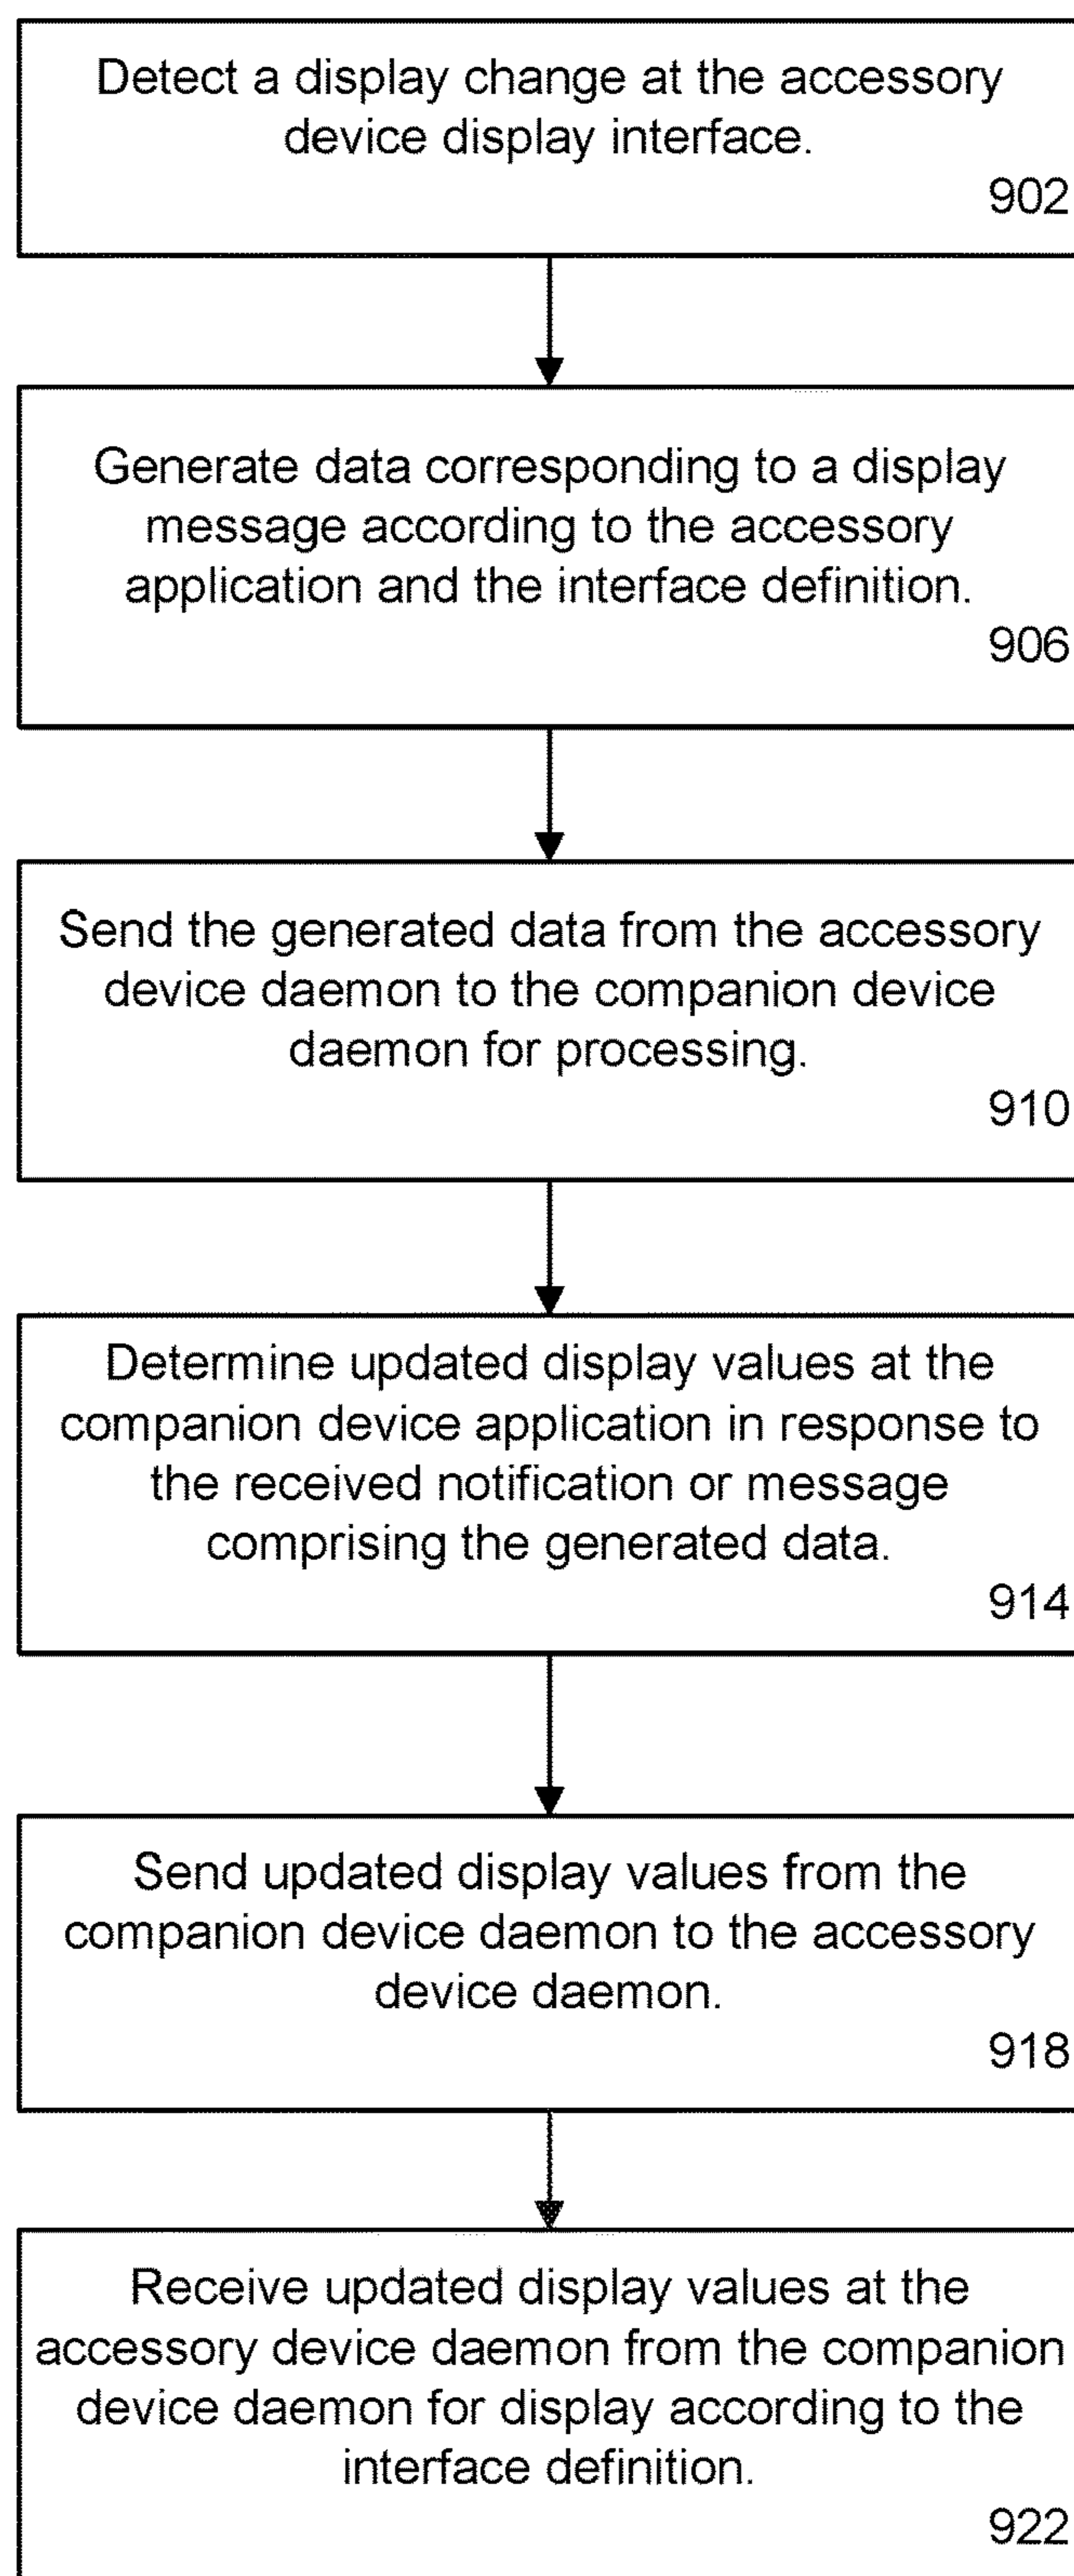 Detect a display change at the accessory
device display interface.
902
Generate data corresponding to a display
message according to the accessory
application and the interface definition.
906
Send the generated data from the accessory
device daemon to the companion device
daemon for processing.
910
Determine updated display values at the
companion device application in response to
the received notification or message
comprising the generated data.
914
Send updated display values from the
companion device daemon to the accessory
device daemon.
918
Receive updated display values at the
accessory device daemon from the companion
device daemon for display according to the
interface definition.
922